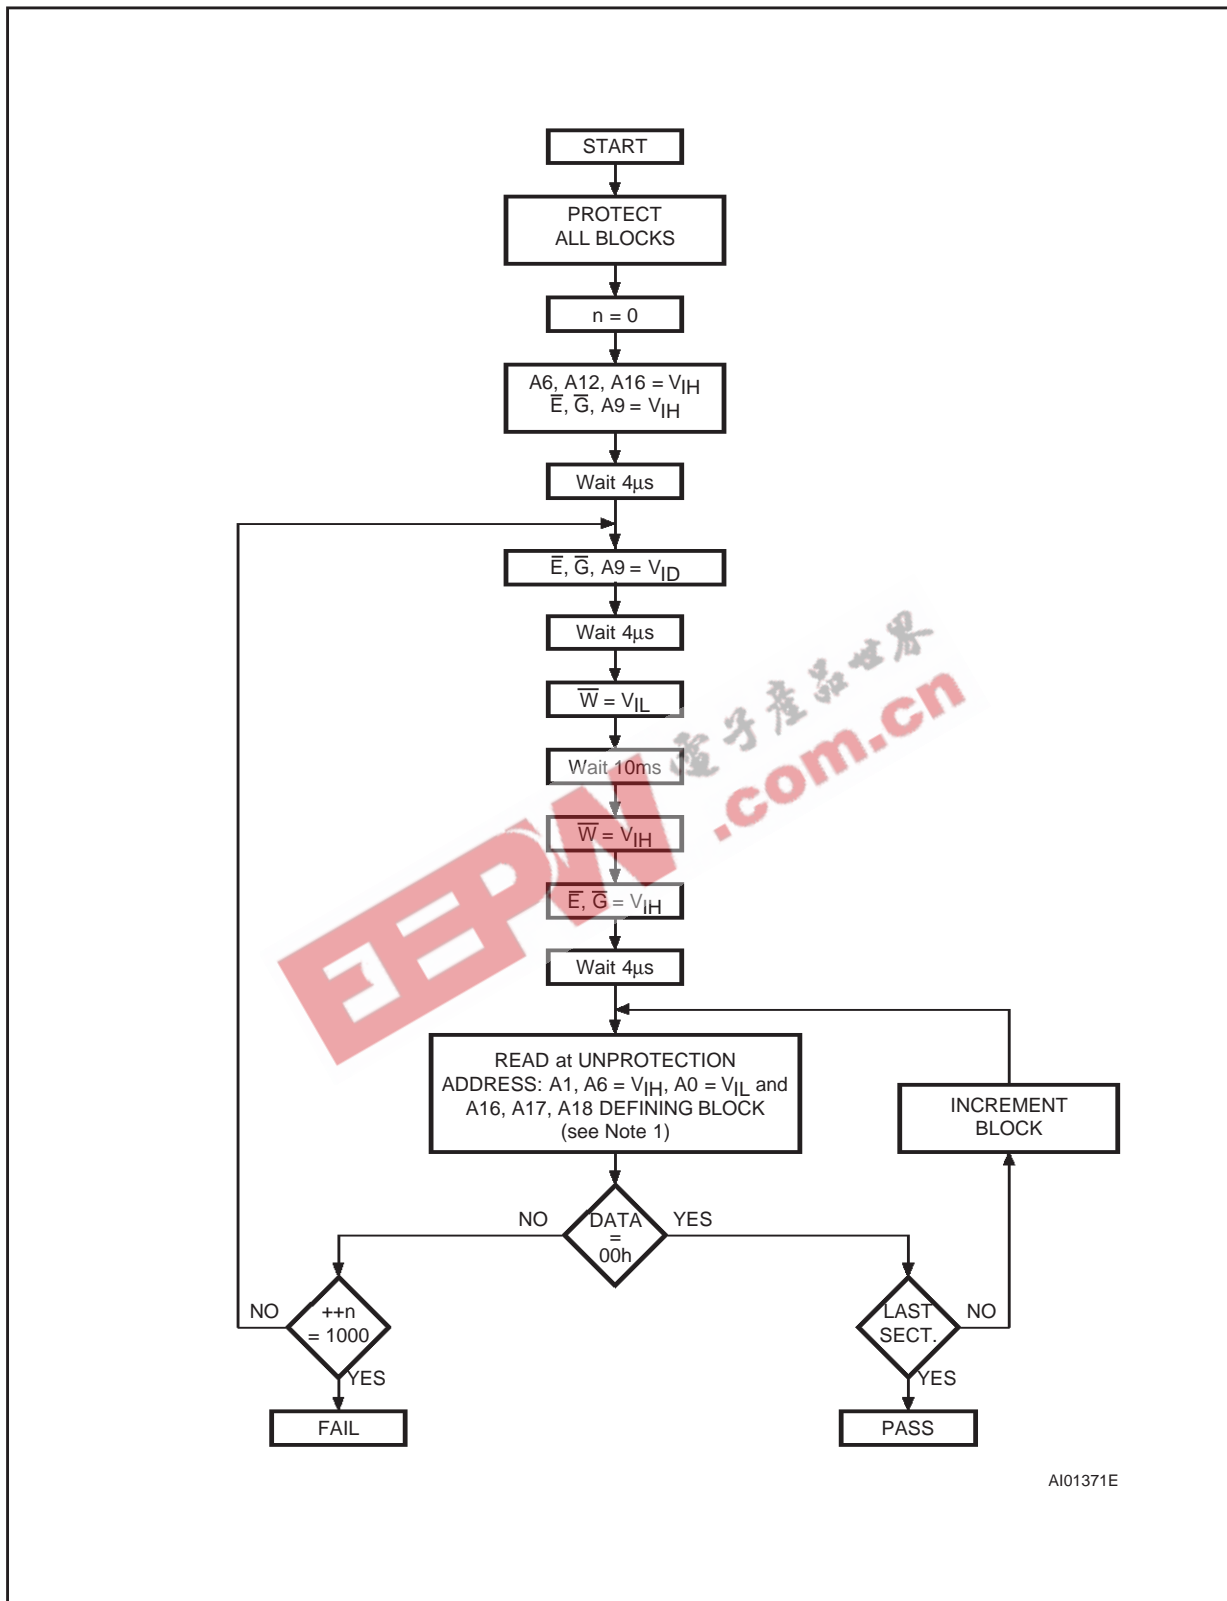 START
PROTECT
ALL BLOCKS
n = 0
A6, A12, A16 = VIH
E̅, G̅, A9 = VIH
Wait 4µs
E̅, G̅, A9 = VID
Wait 4µs
W̅ = VIL
Wait 10ms
W̅ = VIH
E̅, G̅ = VIH
Wait 4µs
READ at UNPROTECTION
ADDRESS: A1, A6 = VIH, A0 = VIL and
A16, A17, A18 DEFINING BLOCK
(see Note 1)
INCREMENT
BLOCK
NO
DATA
=
00h
YES
NO
++n
= 1000
YES
LAST
SECT.
NO
YES
FAIL
PASS
AI01371E
EEPW
電子產品世界
.com.cn